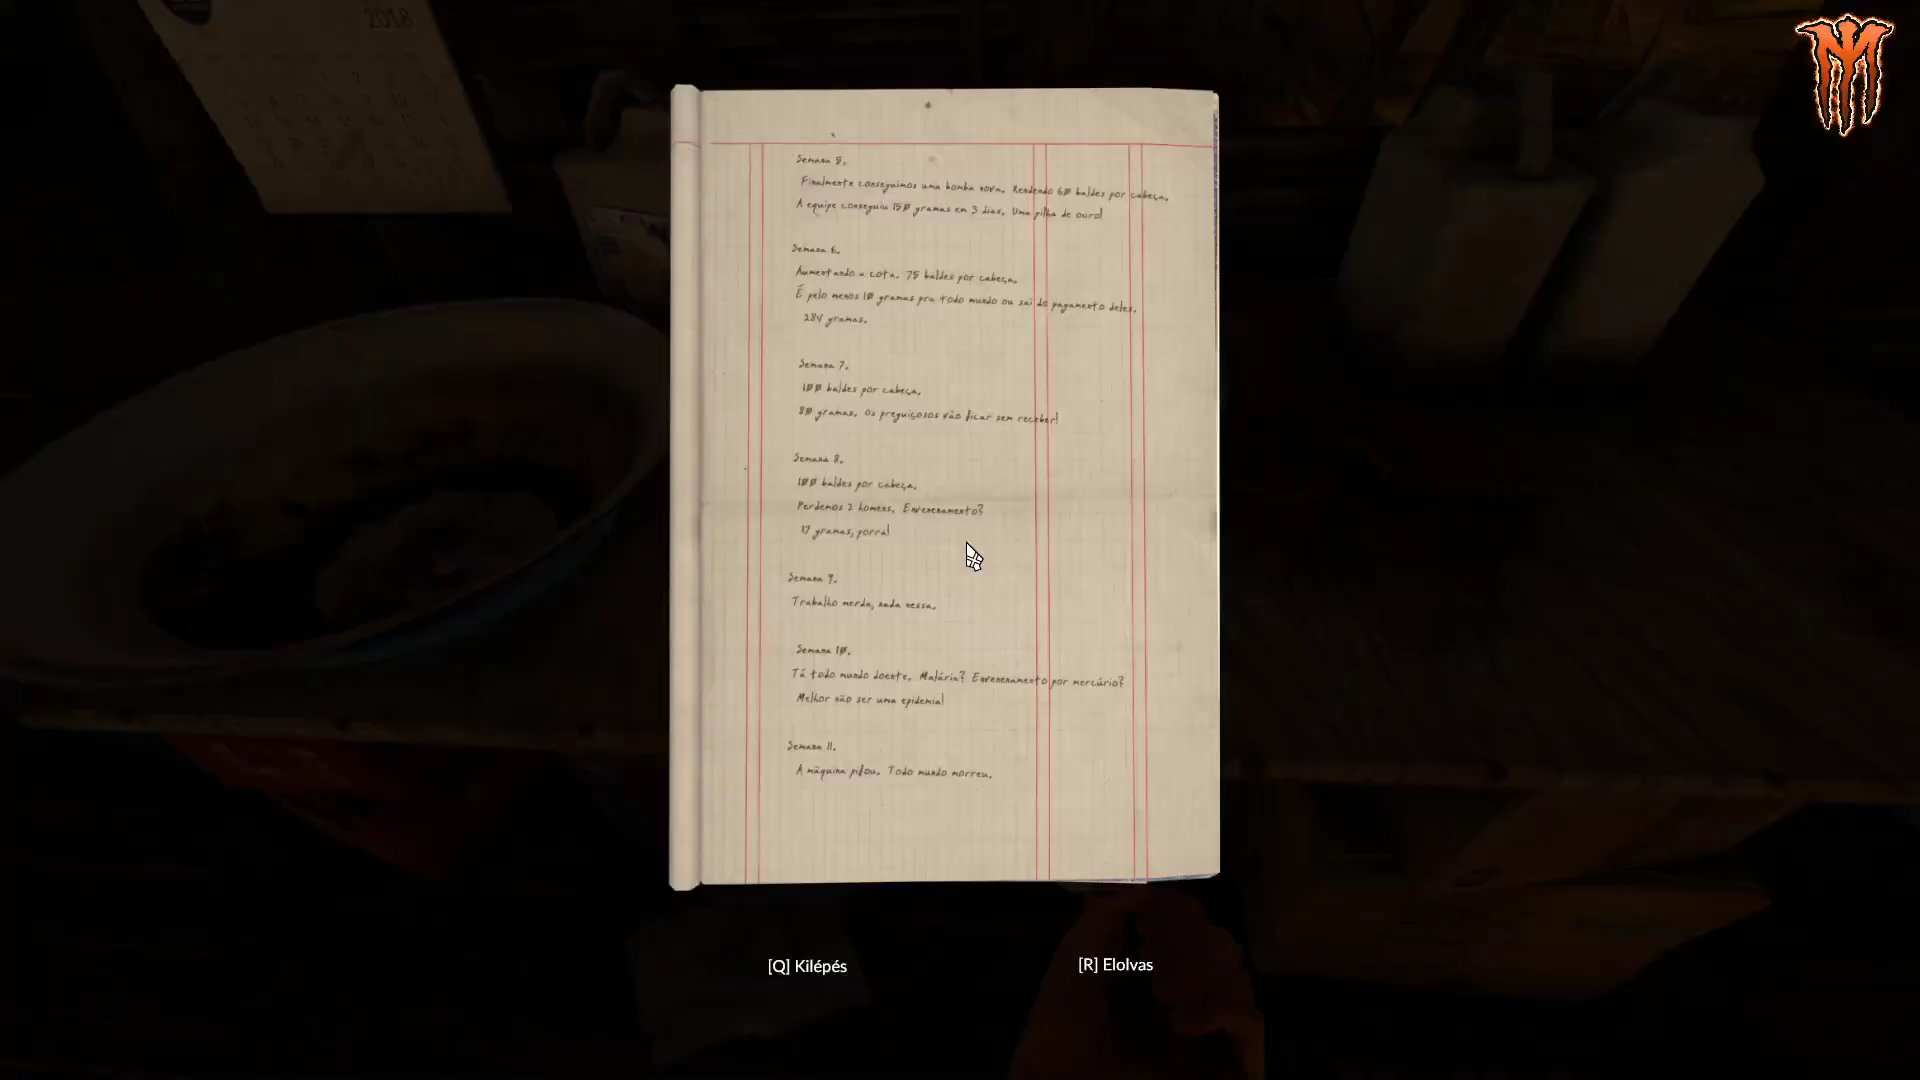 2018
Semana 5.
Finalmente conseguimos uma bomba nova. Rendendo 60 baldes por cabeça.
A equipe conseguiu 150 gramas em 3 dias. Uma pilha de ouro!
Semana 6.
Aumentando a cota. 75 baldes por cabeça.
É pelo menos 10 gramas pra todo mundo ou sai do pagamento deles.
284 gramas.
Semana 7.
100 baldes por cabeça.
80 gramas. Os preguiçosos vão ficar sem receber!
Semana 8.
100 baldes por cabeça.
Perdemos 2 homens. Envenenamento?
17 gramas, porra!
Semana 9.
Trabalho merda, nada nessa.
Semana 10.
Tá todo mundo doente. Malária? Envenenamento por mercúrio?
Melhor não ser uma epidemia!
Semana 11.
A máquina pifou. Todo mundo morreu.
[Q] Kilépés
[R] Elolvas